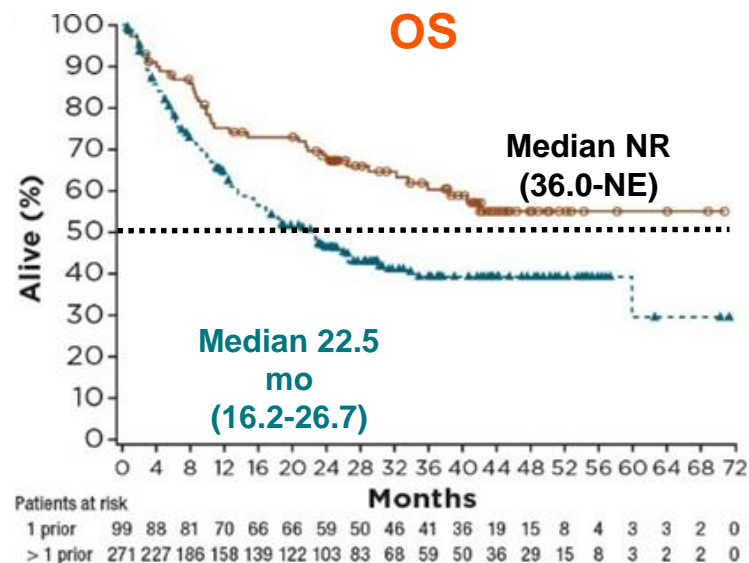 OS
100
90
80
70
60
50
40
30
20
10
0
Alive (%)
Median NR
(36.0-NE)
Median 22.5
mo
(16.2-26.7)
0 4 8 12 16 20 24 28 32 36 40 44 48 52 56 60 64 68 72
Months
Patients at risk
1 prior 99 88 81 70 66 66 59 50 46 41 36 19 15 8 4 3 3 2 0
> 1 prior 271 227 186 158 139 122 103 83 68 59 50 36 29 15 8 3 2 2 0